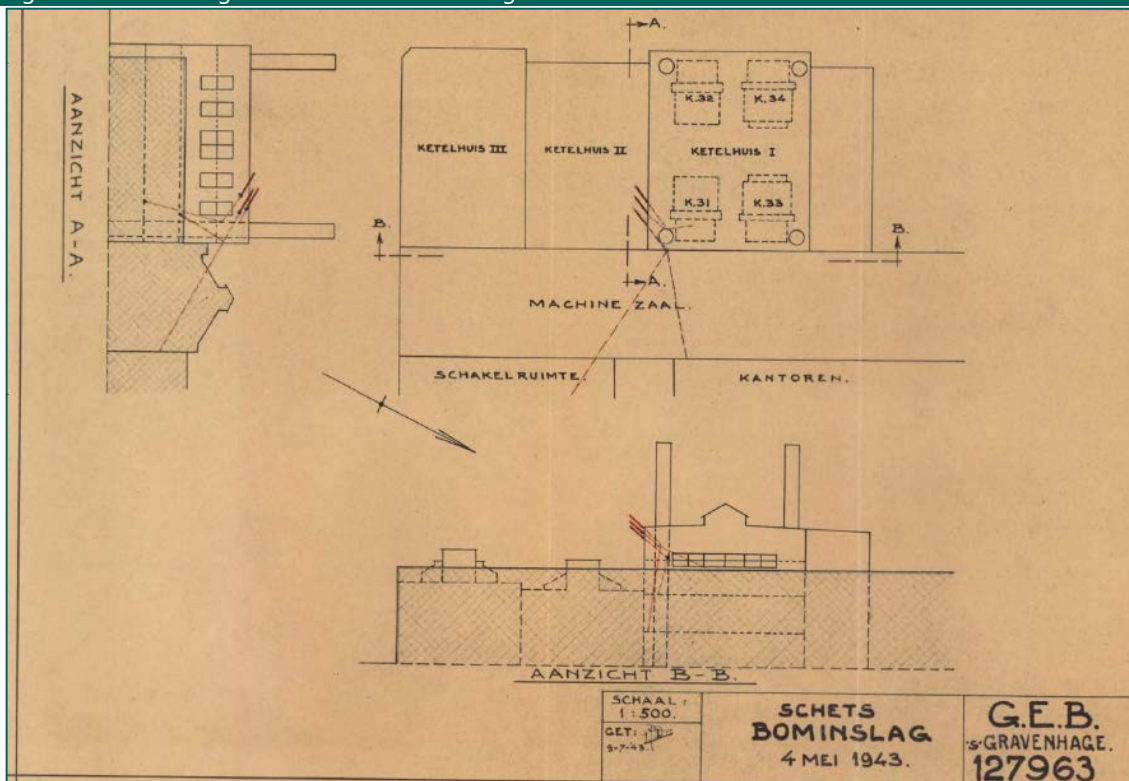 AANZICHT A-A.
A.
K.32
K.34
KETELHUIS III
KETELHUIS II
KETELHUIS I
K.31
K.33
B.
B.
A.
MACHINE ZAAL.
SCHAKELRUIMTE.
KANTOREN.
AANZICHT B-B.
SCHAAL:
1:500.
GET:
9-7-'43.
SCHETS
BOMINSLAG
4 MEI 1943.
G.E.B.
'S-GRAVENHAGE.
127963